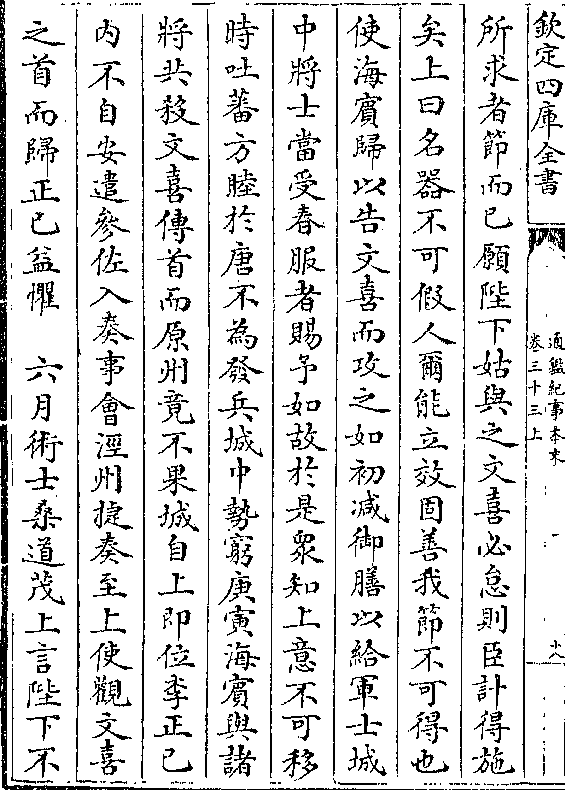 欽定四庫全書
通鑑紀事本末
卷三十三上
十八
所求者節而已願陛下姑與之文喜必怠則臣計得施
矣上曰名器不可假人爾能立效固善我節不可得也
使海賓歸以告文喜而攻之如初减御膳以給軍士城
中將士當受春服者賜予如故於是衆知上意不可移
時吐蕃方睦於唐不為發兵城中勢窮庚寅海賓與諸
將共殺文喜傳首而原州竟不果城自上即位李正已
内不自安遣參佐入奏事會涇州捷奏至上使觀文喜
之首而歸正已益懼　六月術士桑道茂上言陛下不